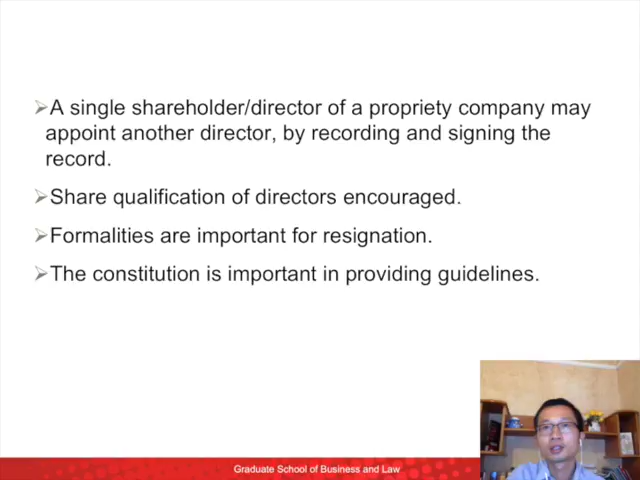 A single shareholder/director of a propriety company may
appoint another director, by recording and signing the
record.
Share qualification of directors encouraged.
Formalities are important for resignation.
The constitution is important in providing guidelines.
Graduate School of Business and Law